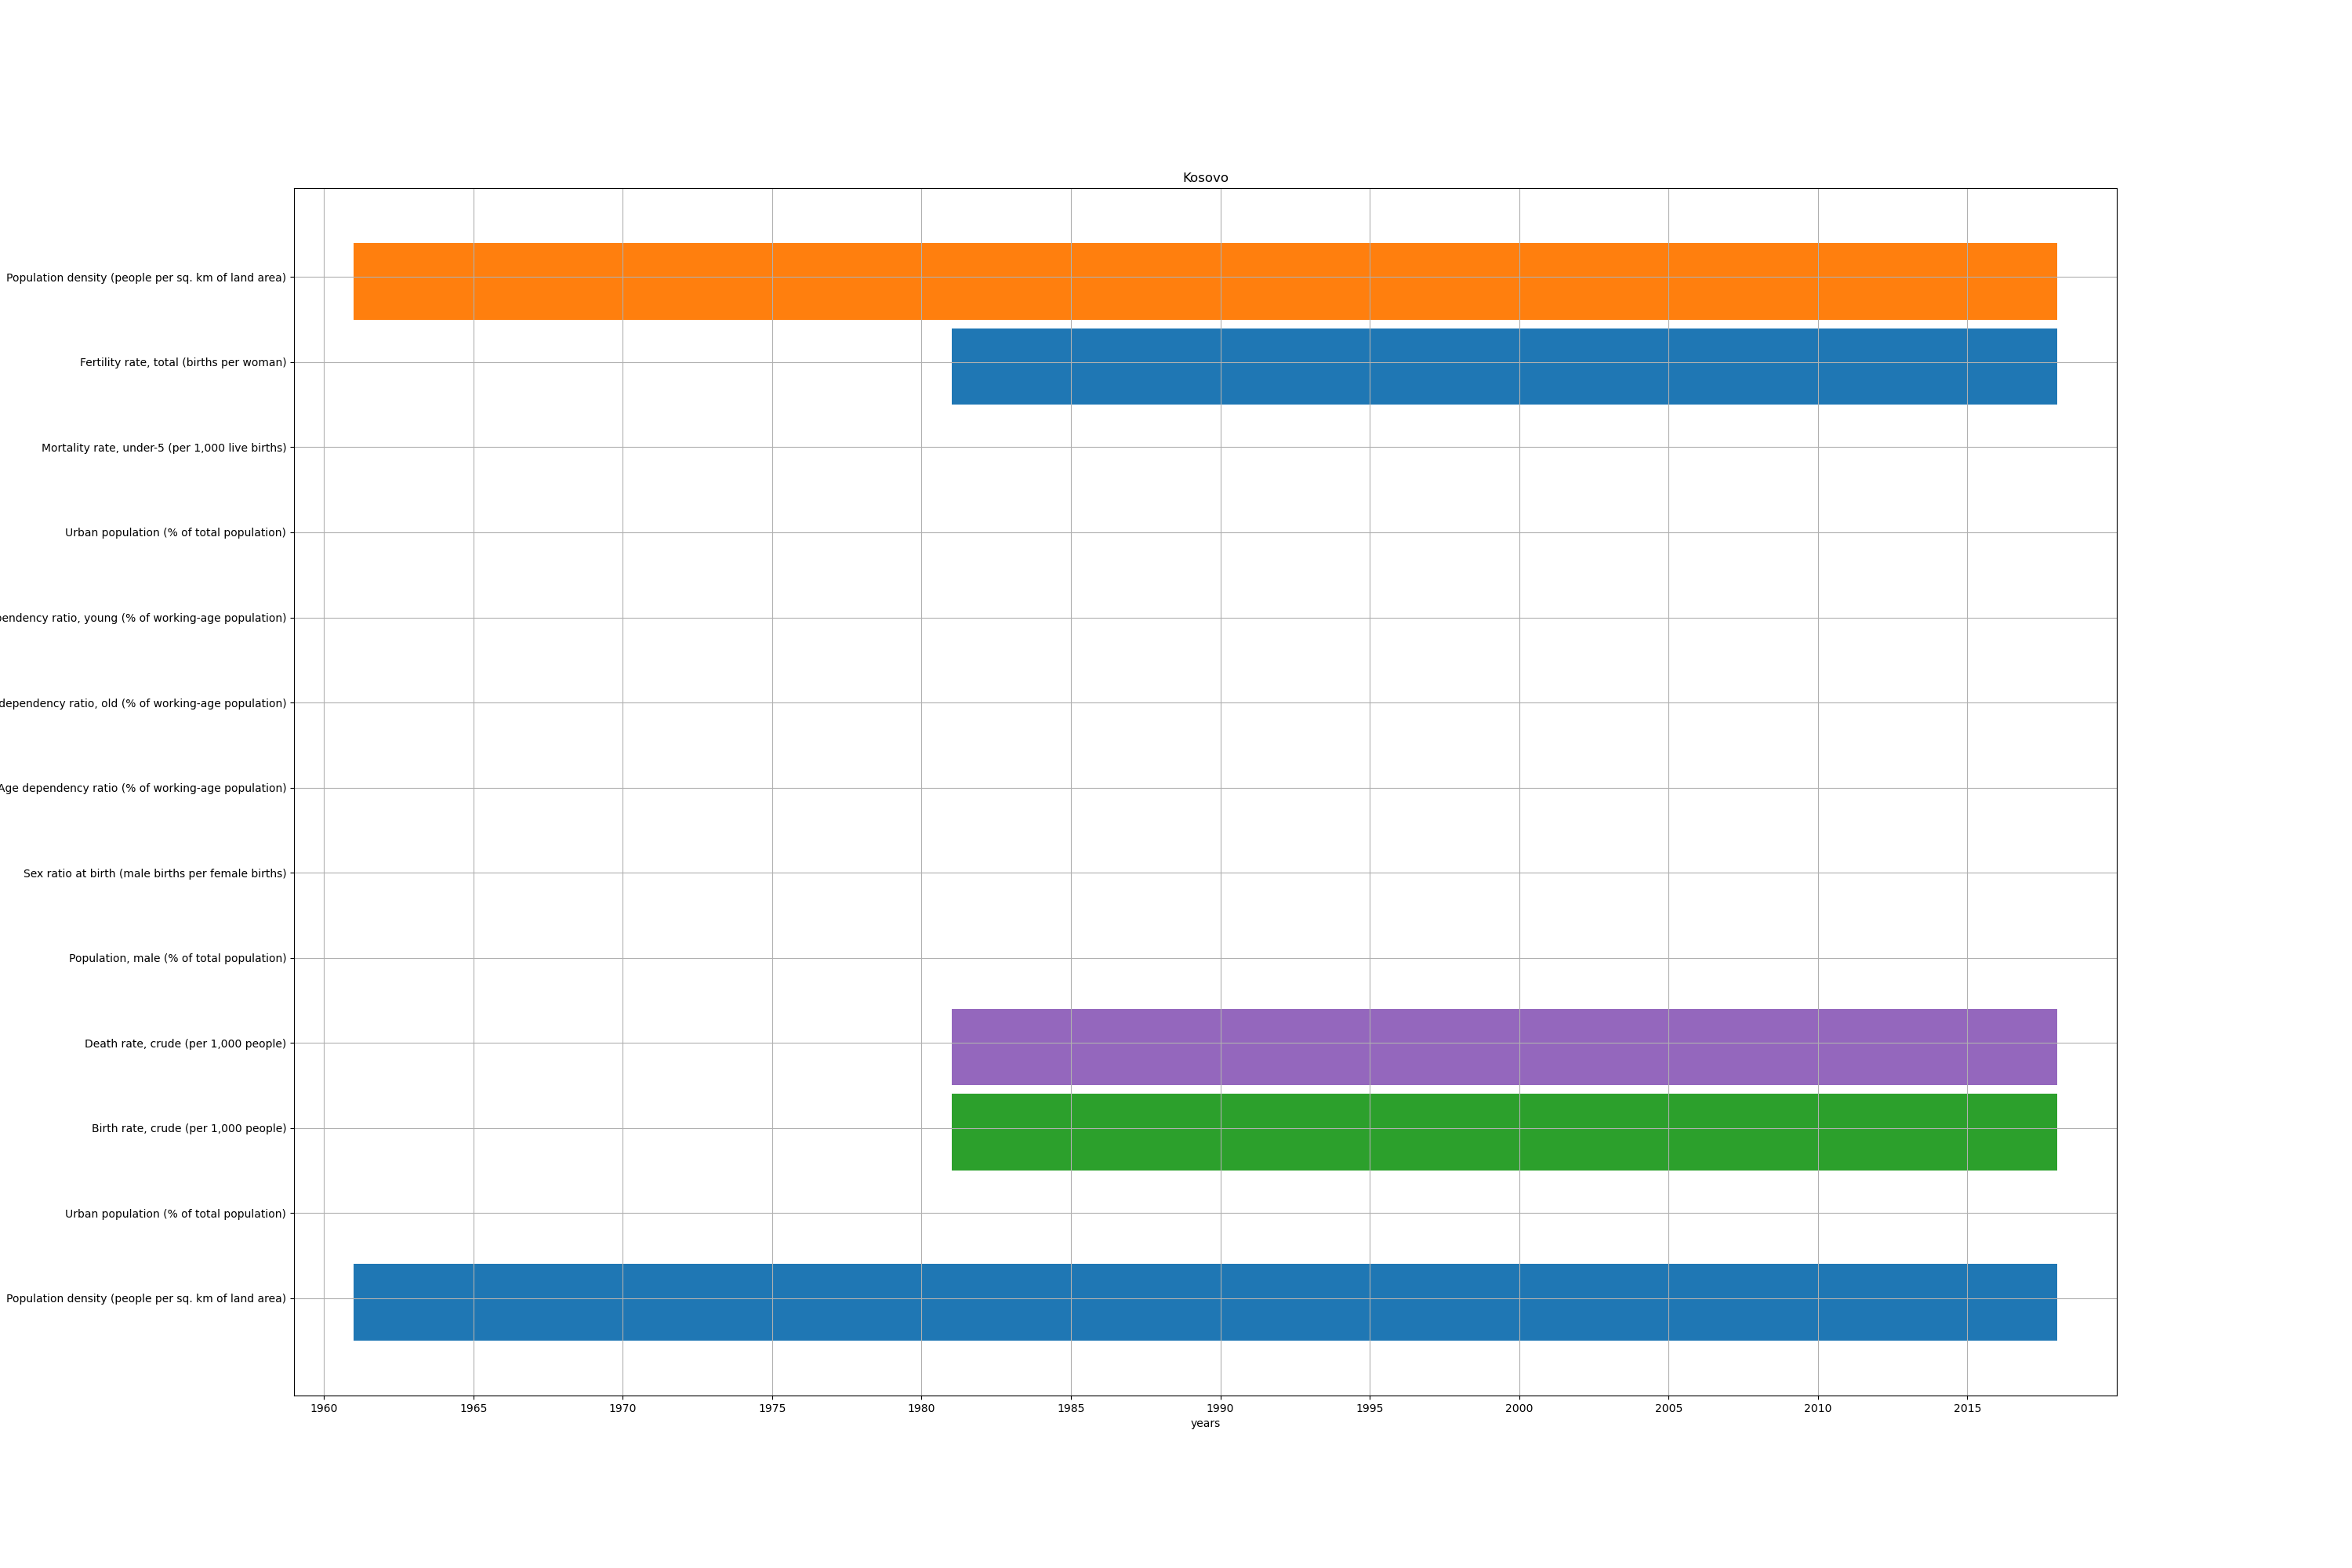 Kosovo
Population density (people per sq. km of land area)
Fertility rate, total (births per woman)
Mortality rate, under-5 (per 1,000 live births)
Urban population (% of total population)
ratio, young (% of working-age population)
dependency ratio, old (% of working-age population)
Age dependency ratio (% of working-age population)
Sex ratio at birth (male births per female births)
Population, male (% of total population)
Death rate, crude (per 1,000 people)
Birth rate, crude (per 1,000 people)
Urban population (% of total population)
Population density (people per sq. km of land area)
1960 1965 1970 1975 1980 1985 1990 1995 2000 2005 2010 2015
years